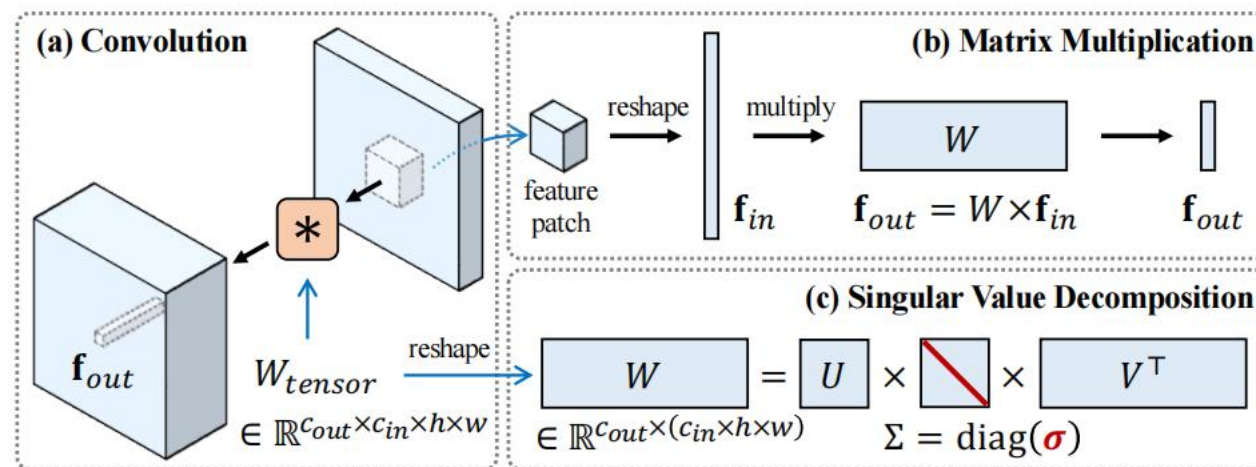 (a) Convolution
*
f_out
W_tensor
∈ ℝ^{c_out×c_in×h×w}
reshape
(b) Matrix Multiplication
feature
patch
reshape
f_in
multiply
W
f_out = W×f_in
f_out
(c) Singular Value Decomposition
W = U × × V^⊤
∈ ℝ^{c_out×(c_in×h×w)}
Σ = diag(σ)